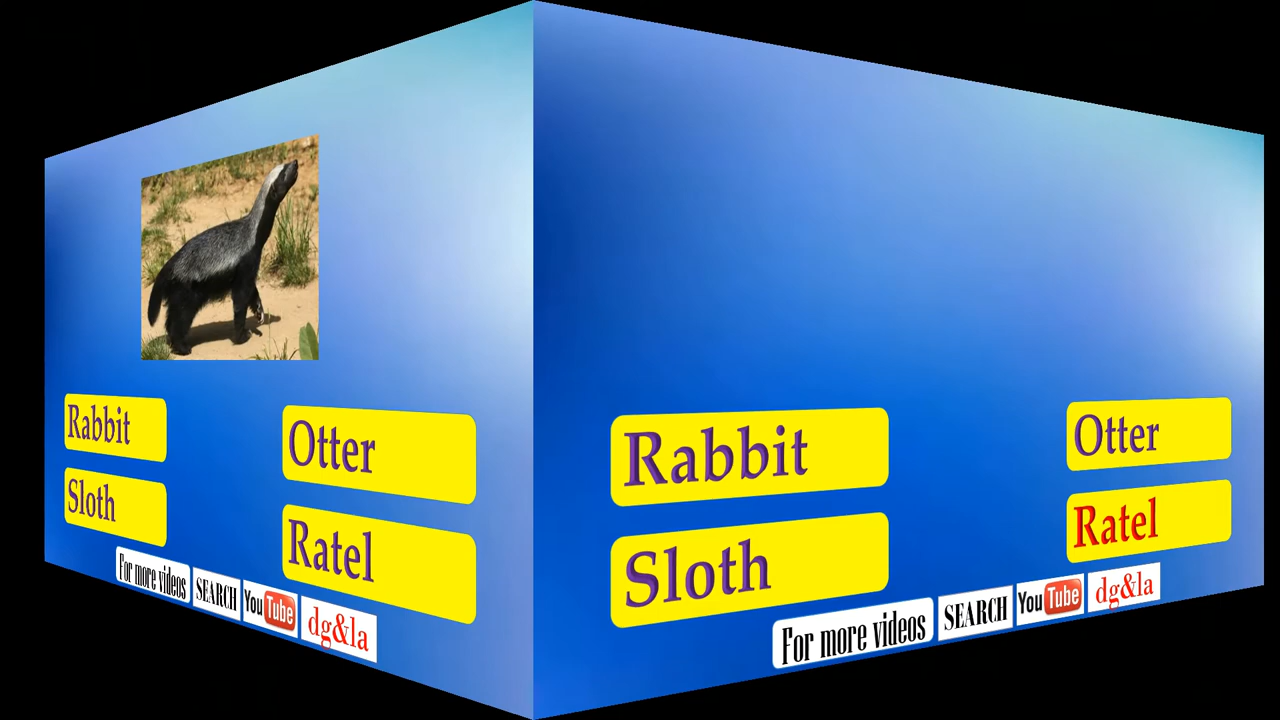 Rabbit
Otter
Sloth
Ratel
For more videos SEARCH YouTube dg&la
Rabbit
Otter
Sloth
Ratel
For more videos SEARCH YouTube dg&la